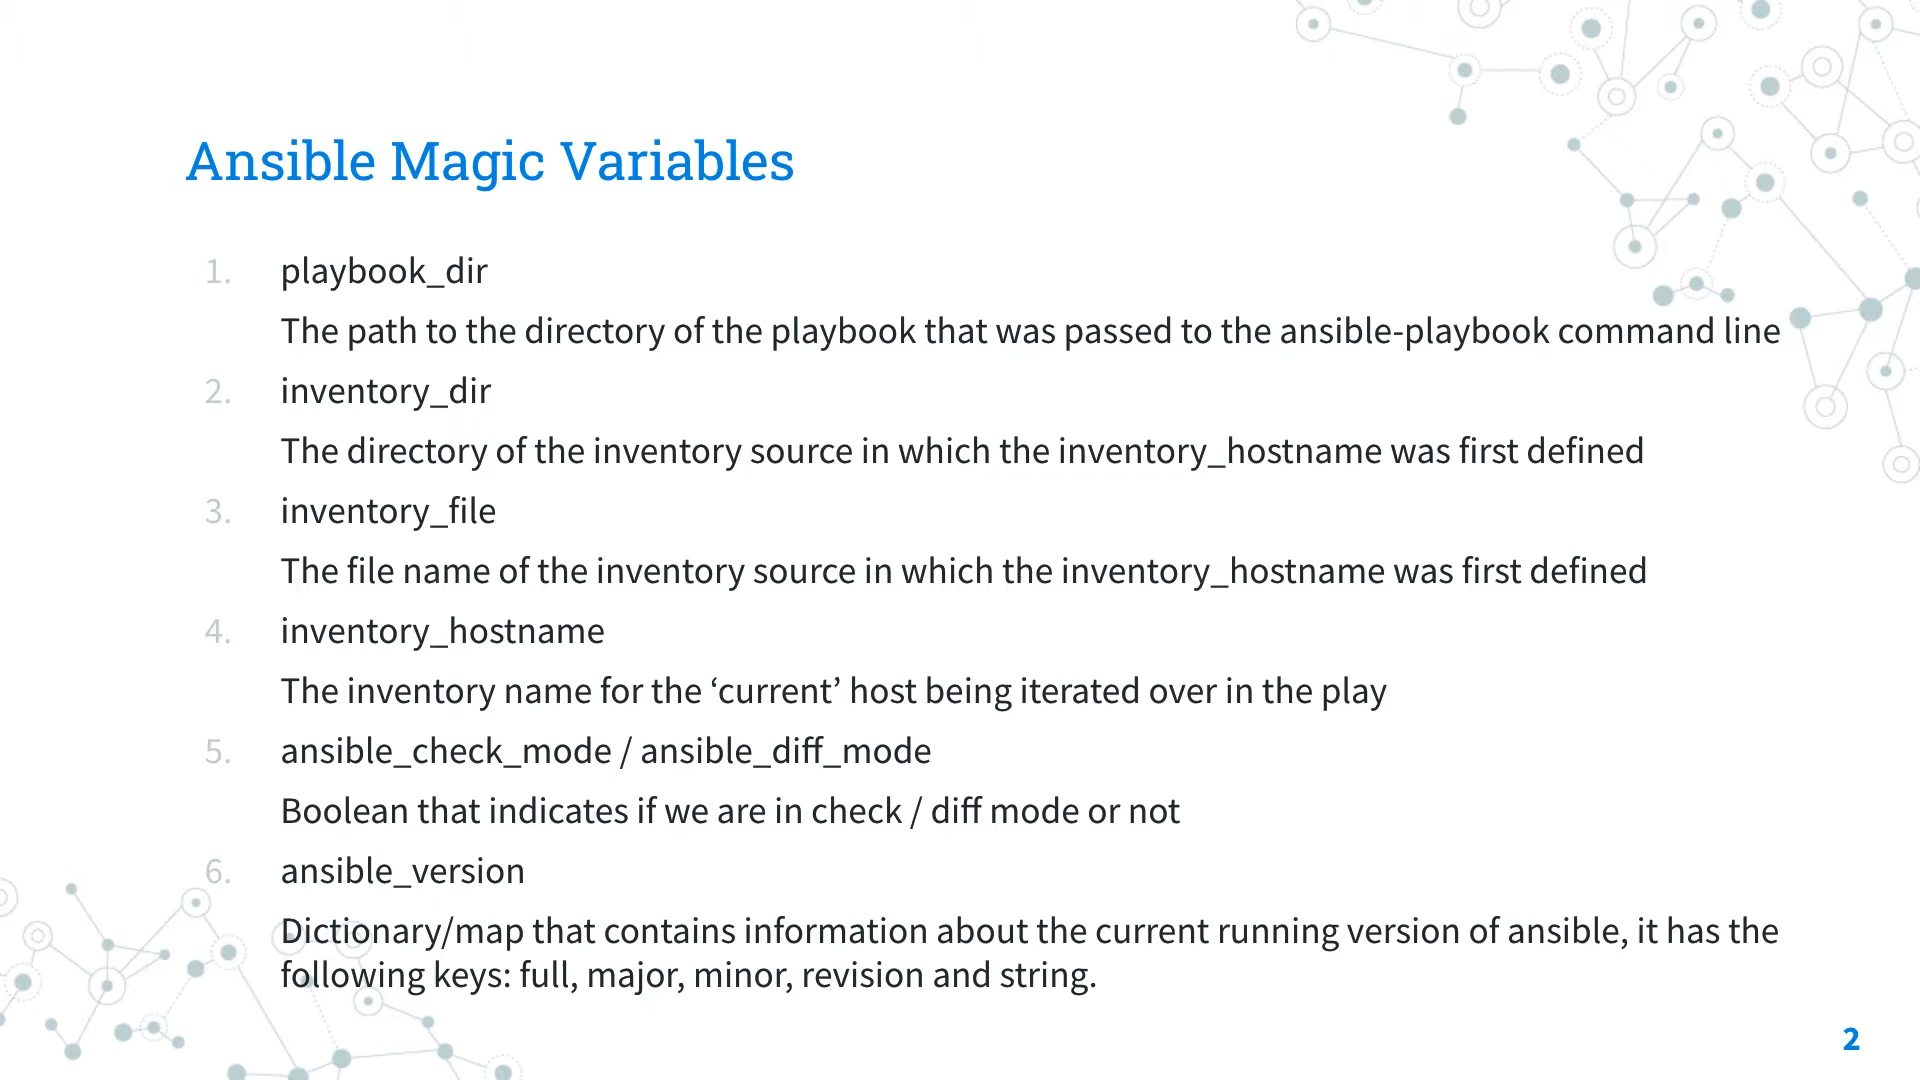 Ansible Magic Variables
1. playbook_dir
The path to the directory of the playbook that was passed to the ansible-playbook command line
2. inventory_dir
The directory of the inventory source in which the inventory_hostname was first defined
3. inventory_file
The file name of the inventory source in which the inventory_hostname was first defined
4. inventory_hostname
The inventory name for the ‘current’ host being iterated over in the play
5. ansible_check_mode / ansible_diff_mode
Boolean that indicates if we are in check / diff mode or not
6. ansible_version
Dictionary/map that contains information about the current running version of ansible, it has the
following keys: full, major, minor, revision and string.
2